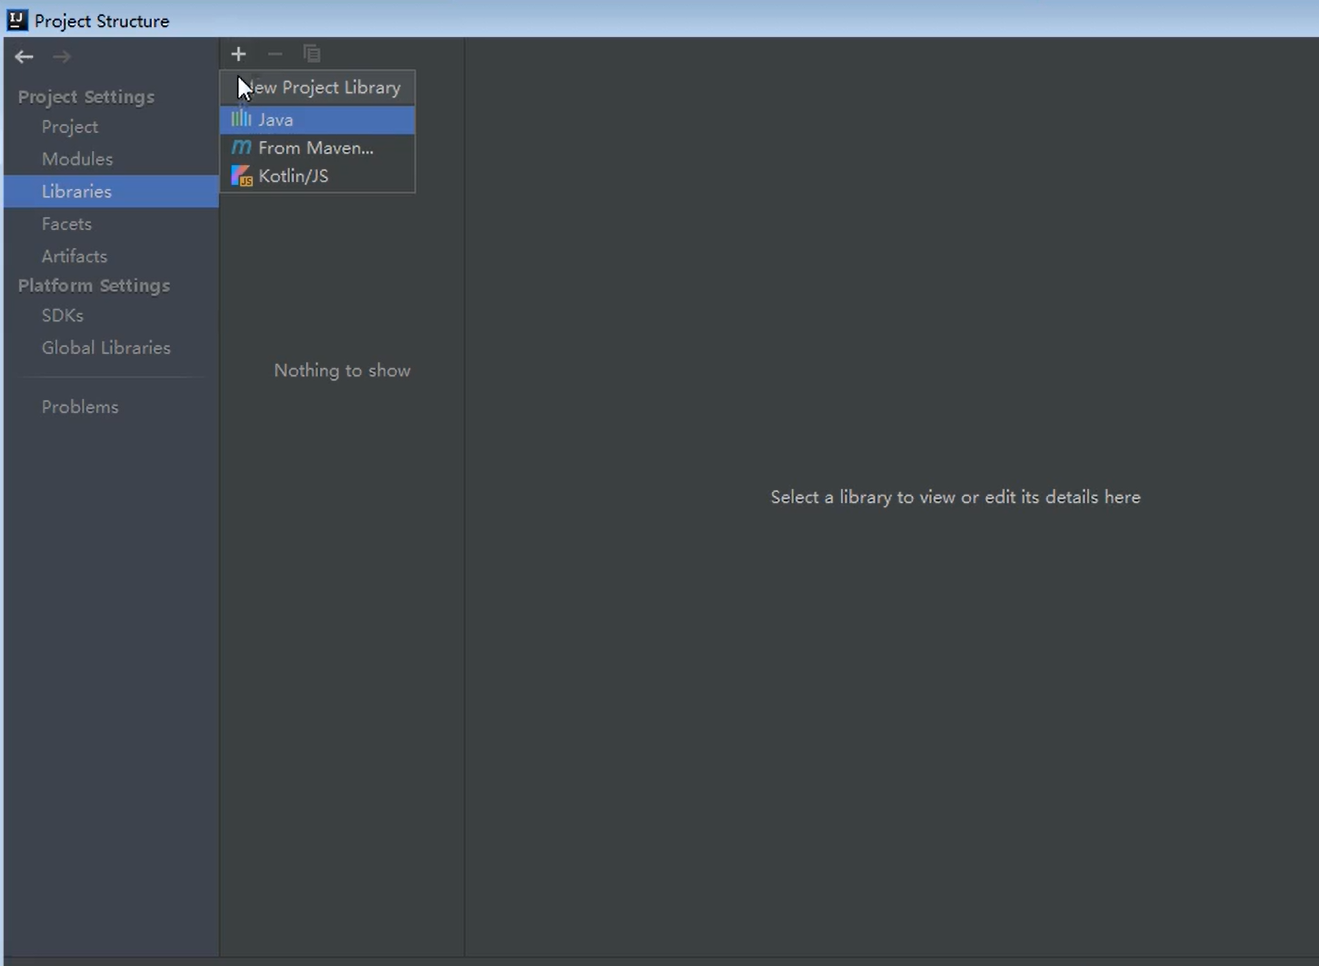 Project Structure
Project Settings
Project
Modules
Libraries
Facets
Artifacts
Platform Settings
SDKs
Global Libraries
Problems
Project Library
Java
From Maven...
Kotlin/JS
Nothing to show
Select a library to view or edit its details here